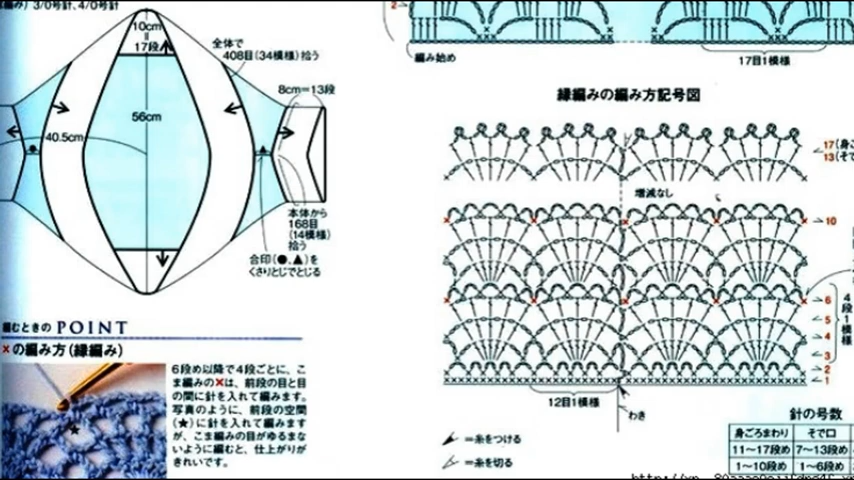 編み) 3/0号針、4/0号針
10cm
=
17段
全体で
408目(34模様)拾う
8cm=13段
56cm
40.5cm
本体から
168目
(14模様)
拾う
合印(●、▲)を
くさりとじでとじる
編むときの POINT
×の編み方(縁編み)
6段め以降で4段ごとに、こ
ま編みの×は、前段の目と目
の間に針を入れて編みます。
写真のように、前段の空間
(★)に針を入れて編みます
が、こま編みの目がゆるまな
いように編むと、仕上がりが
きれいです。
2
編み始め
17目1模様
縁編みの編み方記号図
17(身ご
13(そで
増減なし
10
6
5
4
3
2
1
4段1模様
12目1模様
わき
=糸をつける
=糸を切る
針の号数
身ごろまわり そで口
11〜17段め 7〜13段め
1〜10段め 1〜6段め